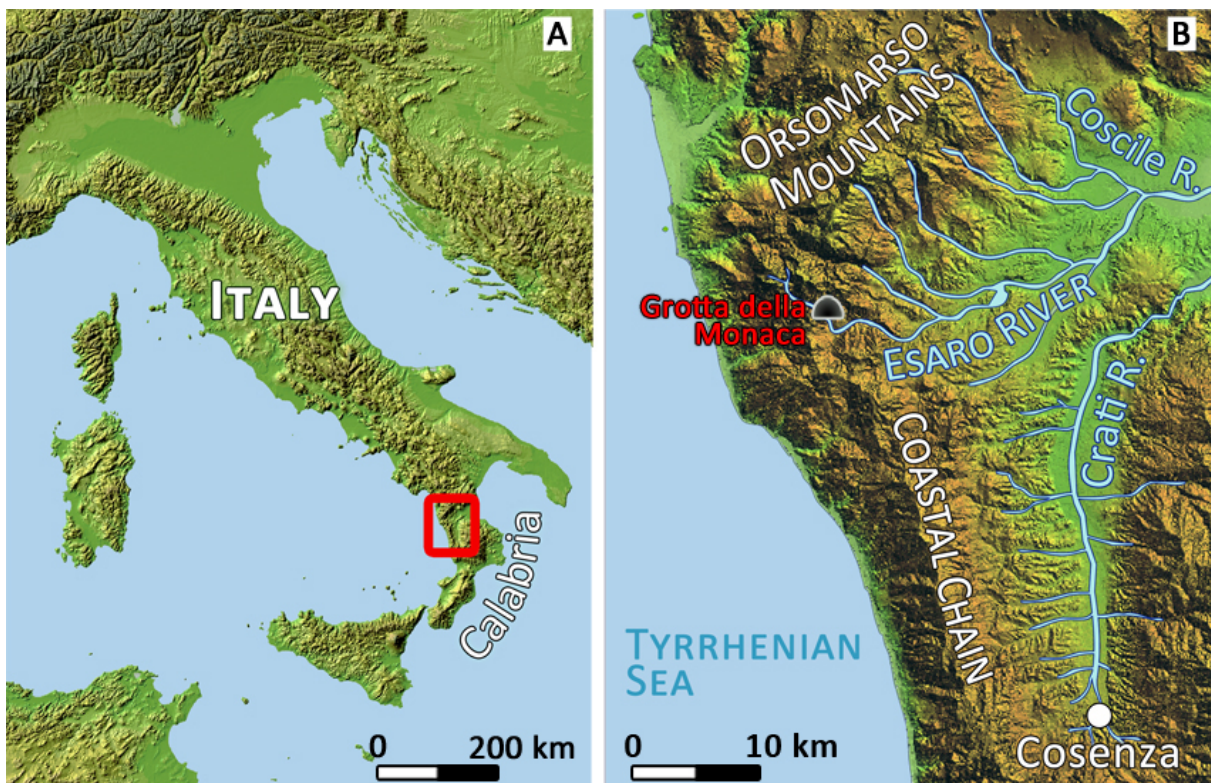 A
ITALY
Calabria
0 200 km
B
ORSOMARSO
MOUNTAINS
Coscile R.
Grotta della
Monaca
ESARO RIVER
Crati R.
COASTAL CHAIN
TYRRHENIAN
SEA
0 10 km
Cosenza